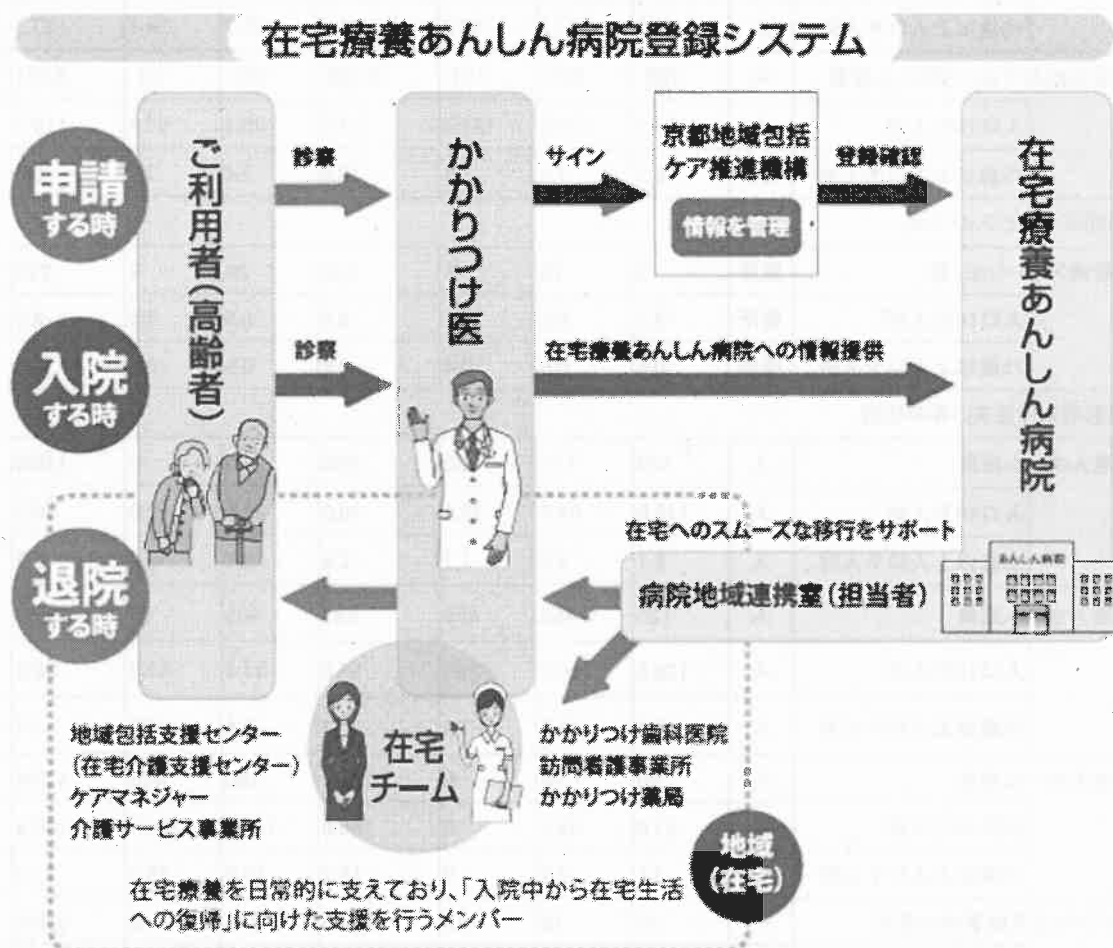 在宅療養あんしん病院登録システム
申請
する時
ご利用者(高齢者)
診察
かかりつけ医
サイン
京都地域包括
ケア推進機構
情報を管理
登録確認
在宅療養あんしん病院
入院
する時
診察
在宅療養あんしん病院への情報提供
退院
する時
在宅へのスムーズな移行をサポート
病院地域連携室(担当者)
あんしん病院
地域包括支援センター
(在宅介護支援センター)
ケアマネジャー
介護サービス事業所
在宅
チーム
かかりつけ歯科医院
訪問看護事業所
かかりつけ薬局
地域
(在宅)
在宅療養を日常的に支えており、「入院中から在宅生活
への復帰」に向けた支援を行うメンバー